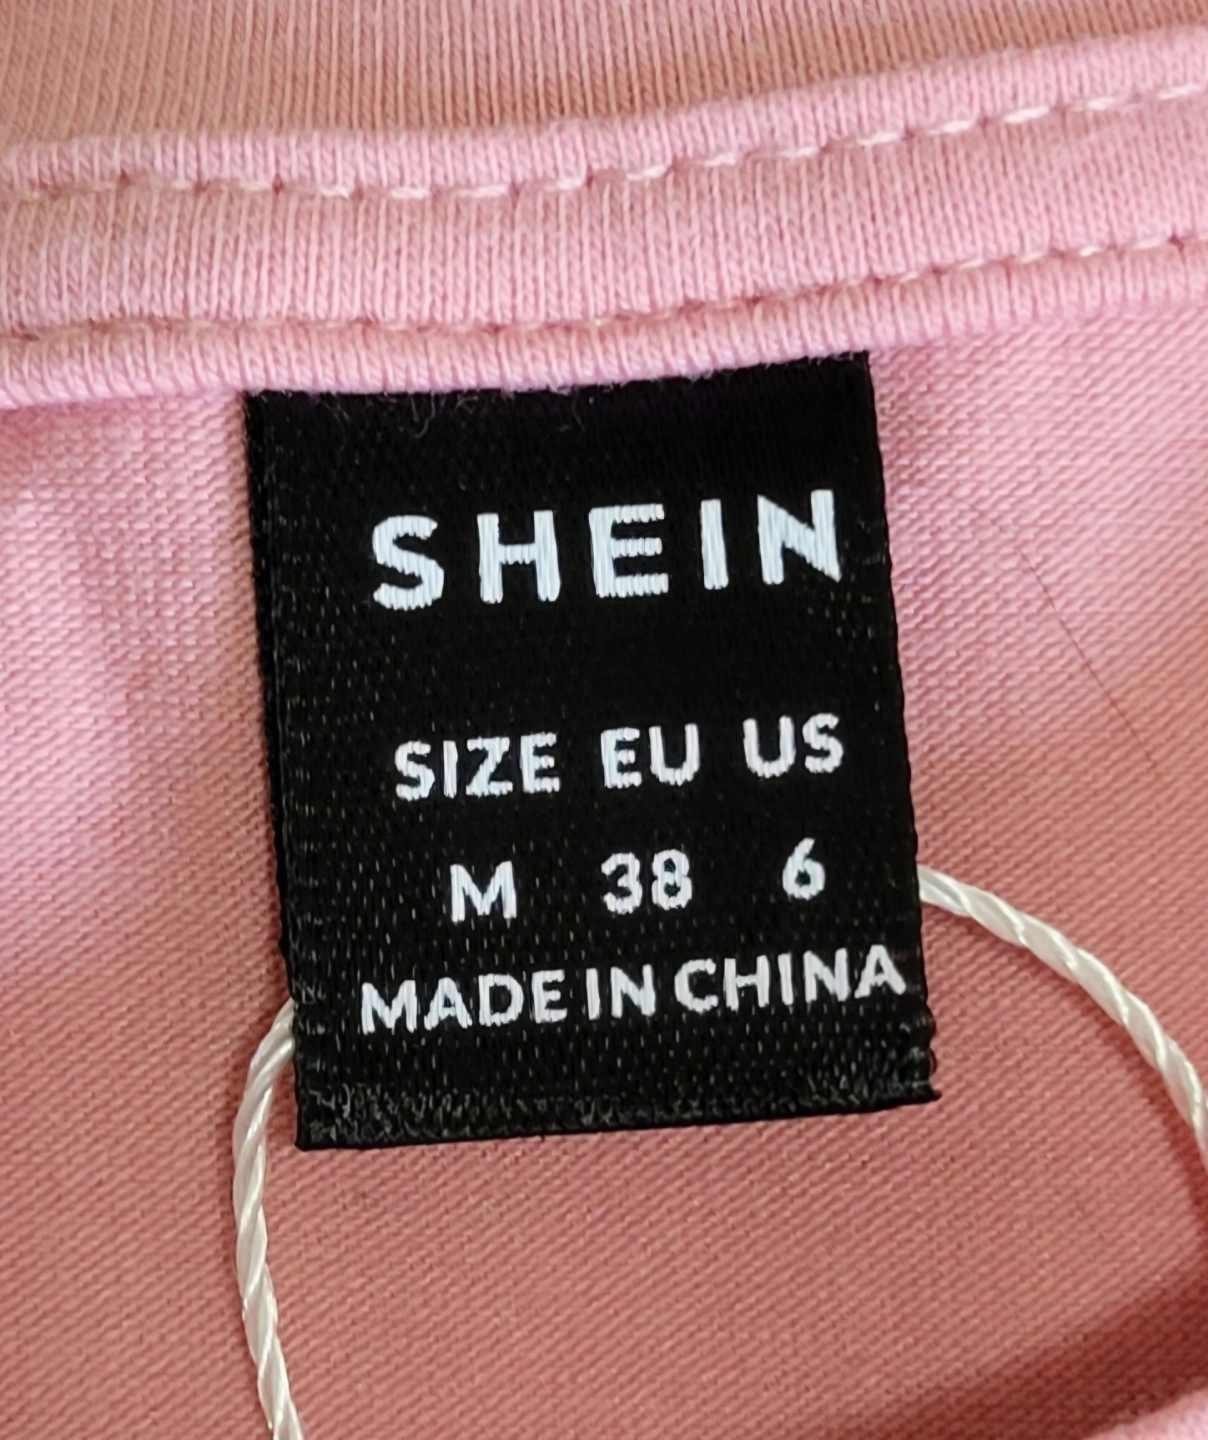 SHEIN
SIZE EU US
M 38 6
MADE IN CHINA